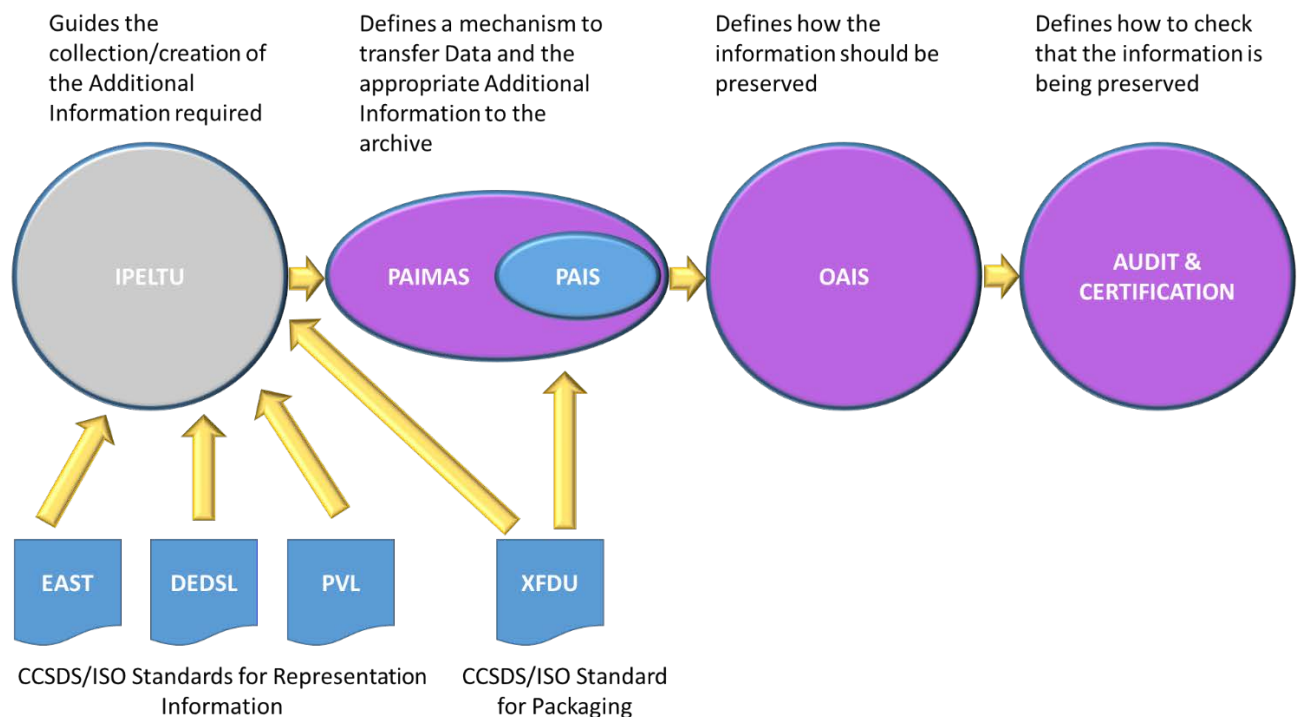 Guides the
collection/creation of
the Additional
Information required
Defines a mechanism to
transfer Data and the
appropriate Additional
Information to the
archive
Defines how the
information should be
preserved
Defines how to check
that the information is
being preserved
IPELTU
PAIMAS
PAIS
OAIS
AUDIT &
CERTIFICATION
EAST
DEDSL
PVL
XFDU
CCSDS/ISO Standards for Representation
Information
CCSDS/ISO Standard
for Packaging